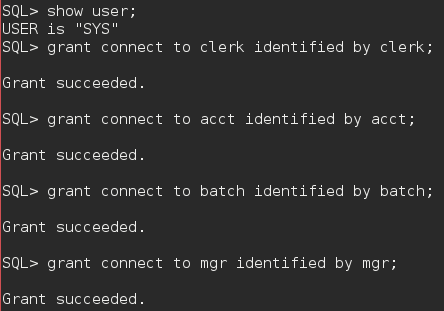 SQL> show user;
USER is "SYS"
SQL> grant connect to clerk identified by clerk;
Grant succeeded.
SQL> grant connect to acct identified by acct;
Grant succeeded.
SQL> grant connect to batch identified by batch;
Grant succeeded.
SQL> grant connect to mgr identified by mgr;
Grant succeeded.